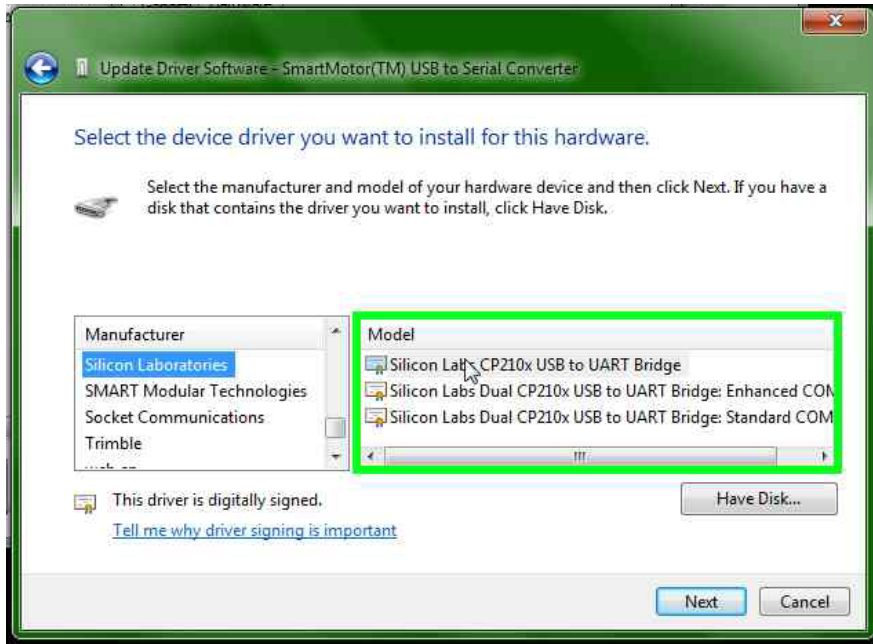 Update Driver Software - SmartMotor(TM) USB to Serial Converter
Select the device driver you want to install for this hardware.
Select the manufacturer and model of your hardware device and then click Next. If you have a
disk that contains the driver you want to install, click Have Disk.
Manufacturer
Silicon Laboratories
SMART Modular Technologies
Socket Communications
Trimble
Model
Silicon Labs CP210x USB to UART Bridge
Silicon Labs Dual CP210x USB to UART Bridge: Enhanced COM
Silicon Labs Dual CP210x USB to UART Bridge: Standard COM
This driver is digitally signed.
Have Disk...
Tell me why driver signing is important
Next
Cancel